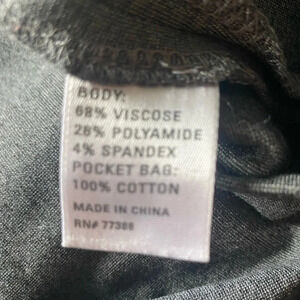 BODY:
68% VISCOSE
28% POLYAMIDE
4% SPANDEX
POCKET BAG:
100% COTTON
MADE IN CHINA
RN# 77388